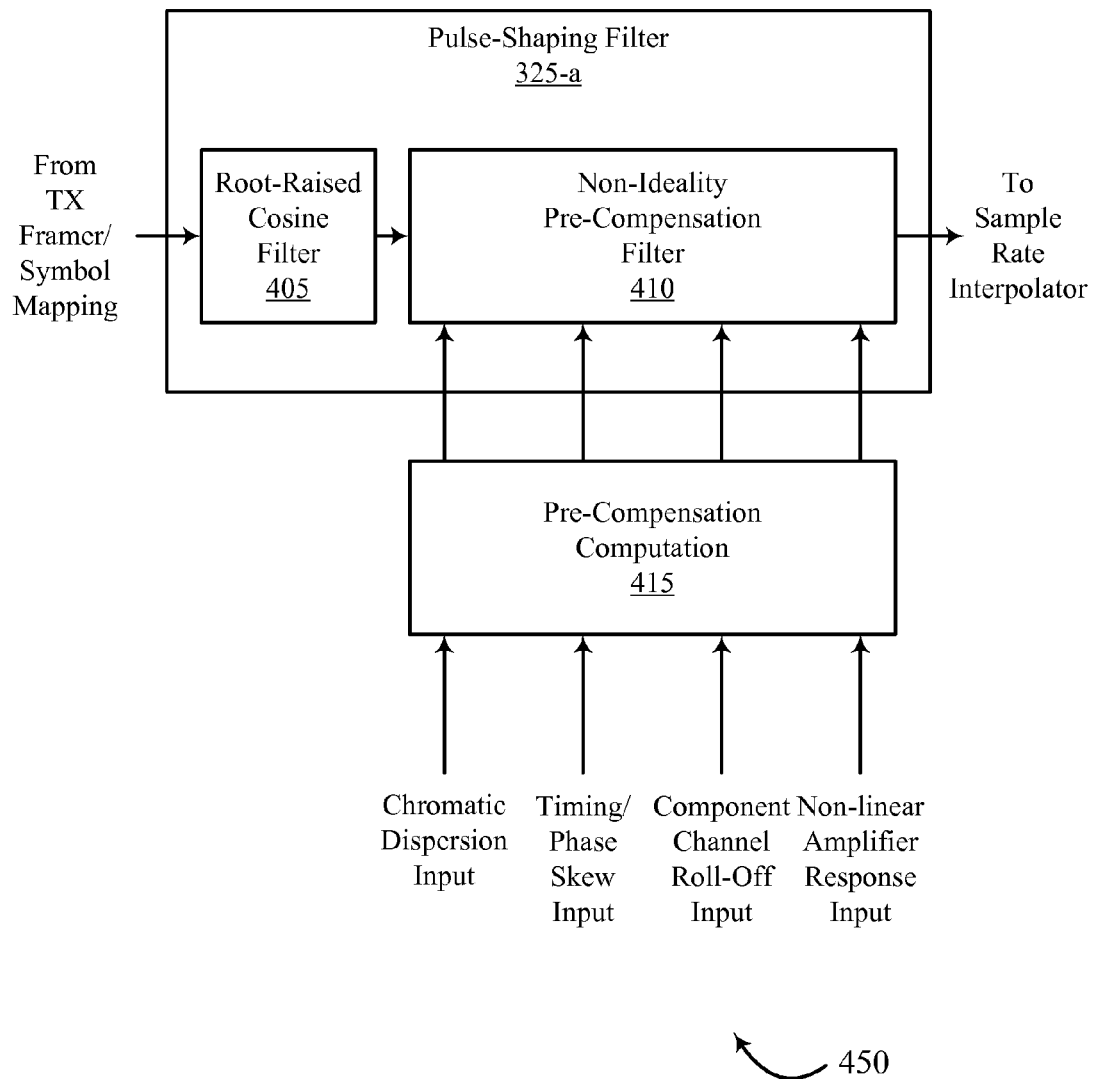 Pulse-Shaping Filter
325-a
From
TX
Framer/
Symbol
Mapping
Root-Raised
Cosine
Filter
405
Non-Ideality
Pre-Compensation
Filter
410
To
Sample
Rate
Interpolator
Pre-Compensation
Computation
415
Chromatic
Dispersion
Input
Timing/
Phase
Skew
Input
Component
Channel
Roll-Off
Input
Non-linear
Amplifier
Response
Input
450